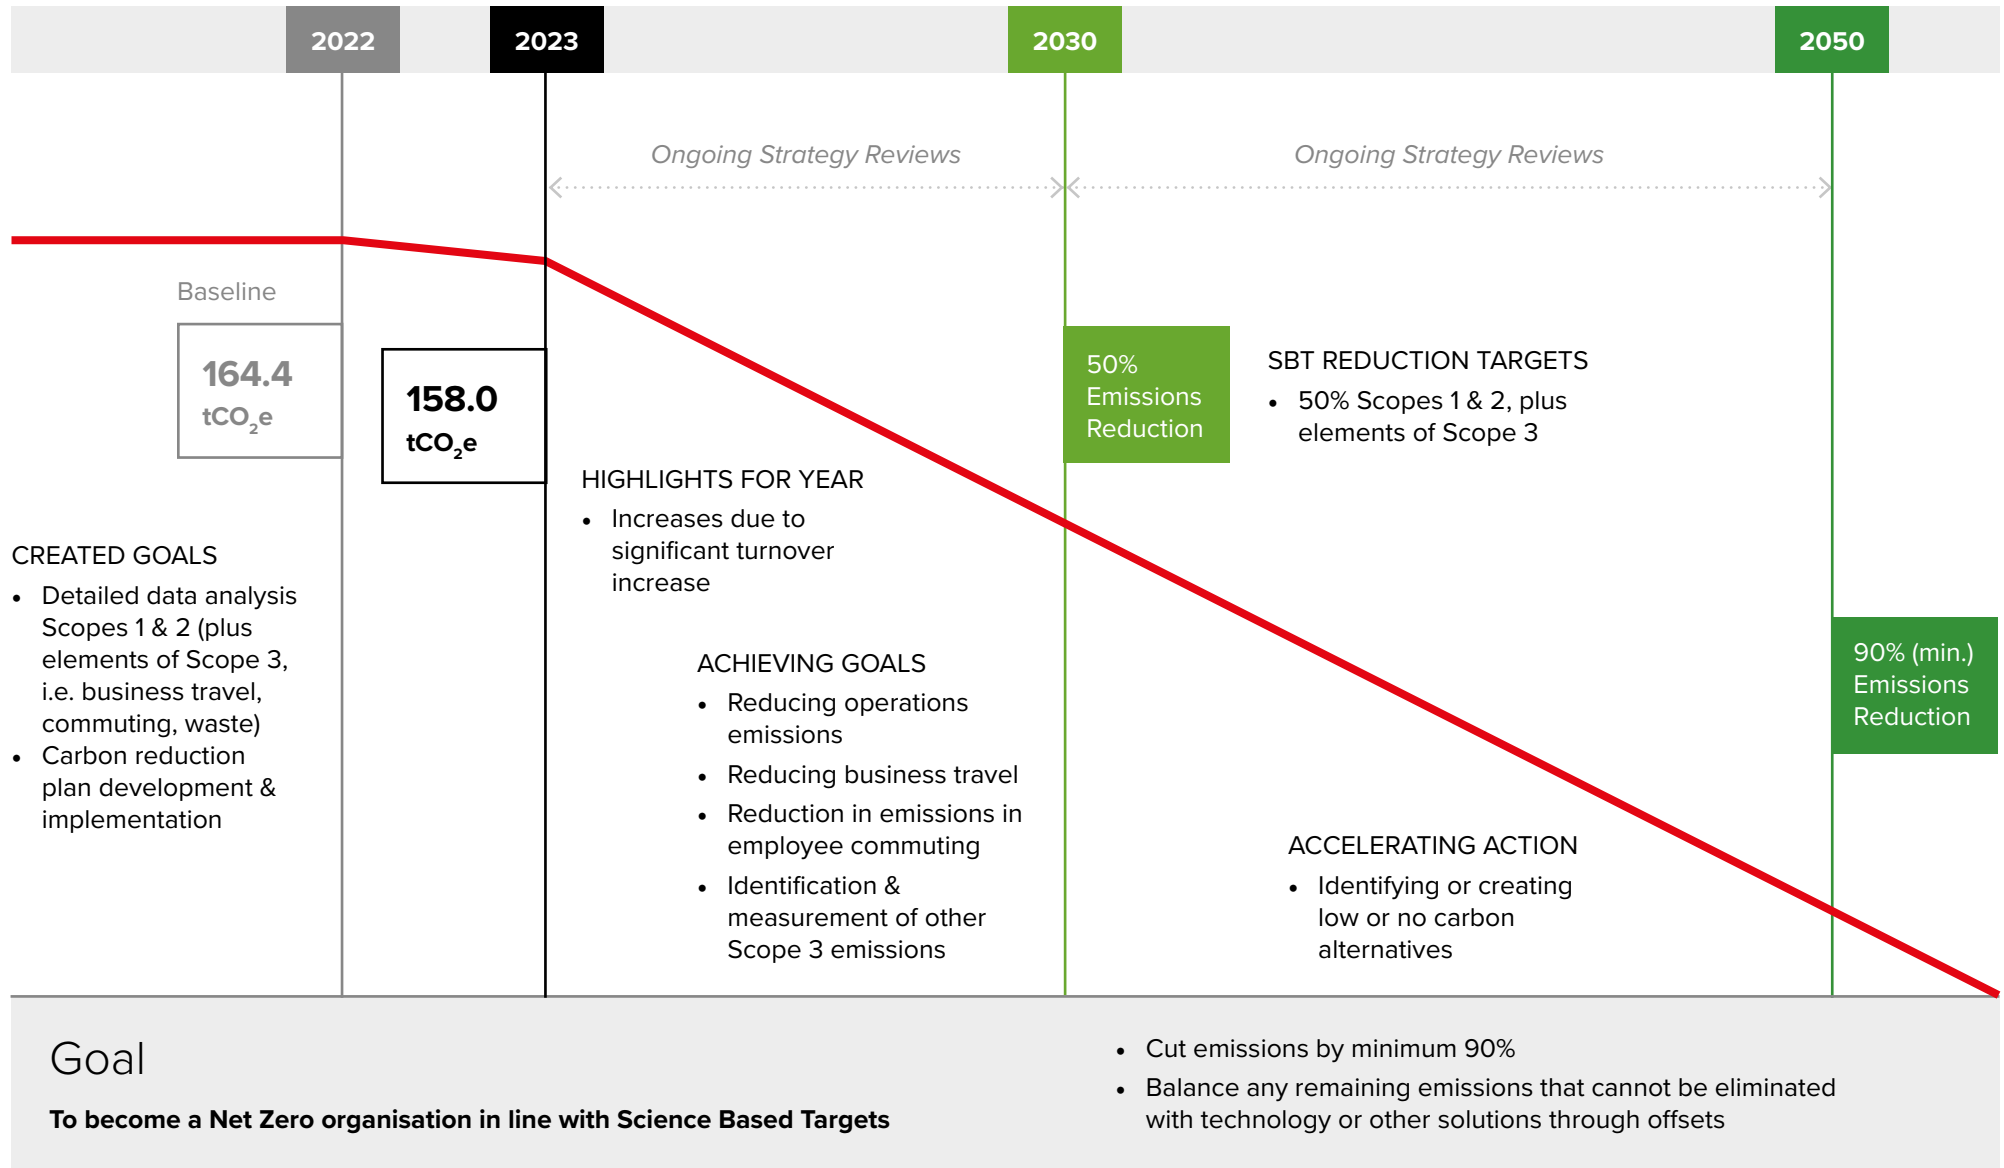 2022
2023
2030
2050
Ongoing Strategy Reviews
Ongoing Strategy Reviews
Baseline
164.4
tCO₂e
158.0
tCO₂e
CREATED GOALS
• Detailed data analysis
Scopes 1 & 2 (plus
elements of Scope 3,
i.e. business travel,
commuting, waste)
• Carbon reduction
plan development &
implementation
HIGHLIGHTS FOR YEAR
• Increases due to
significant turnover
increase
ACHIEVING GOALS
• Reducing operations
emissions
• Reducing business travel
• Reduction in emissions in
employee commuting
• Identification &
measurement of other
Scope 3 emissions
50%
Emissions
Reduction
SBT REDUCTION TARGETS
• 50% Scopes 1 & 2, plus
elements of Scope 3
ACCELERATING ACTION
• Identifying or creating
low or no carbon
alternatives
90% (min.)
Emissions
Reduction
Goal
To become a Net Zero organisation in line with Science Based Targets
• Cut emissions by minimum 90%
• Balance any remaining emissions that cannot be eliminated
with technology or other solutions through offsets